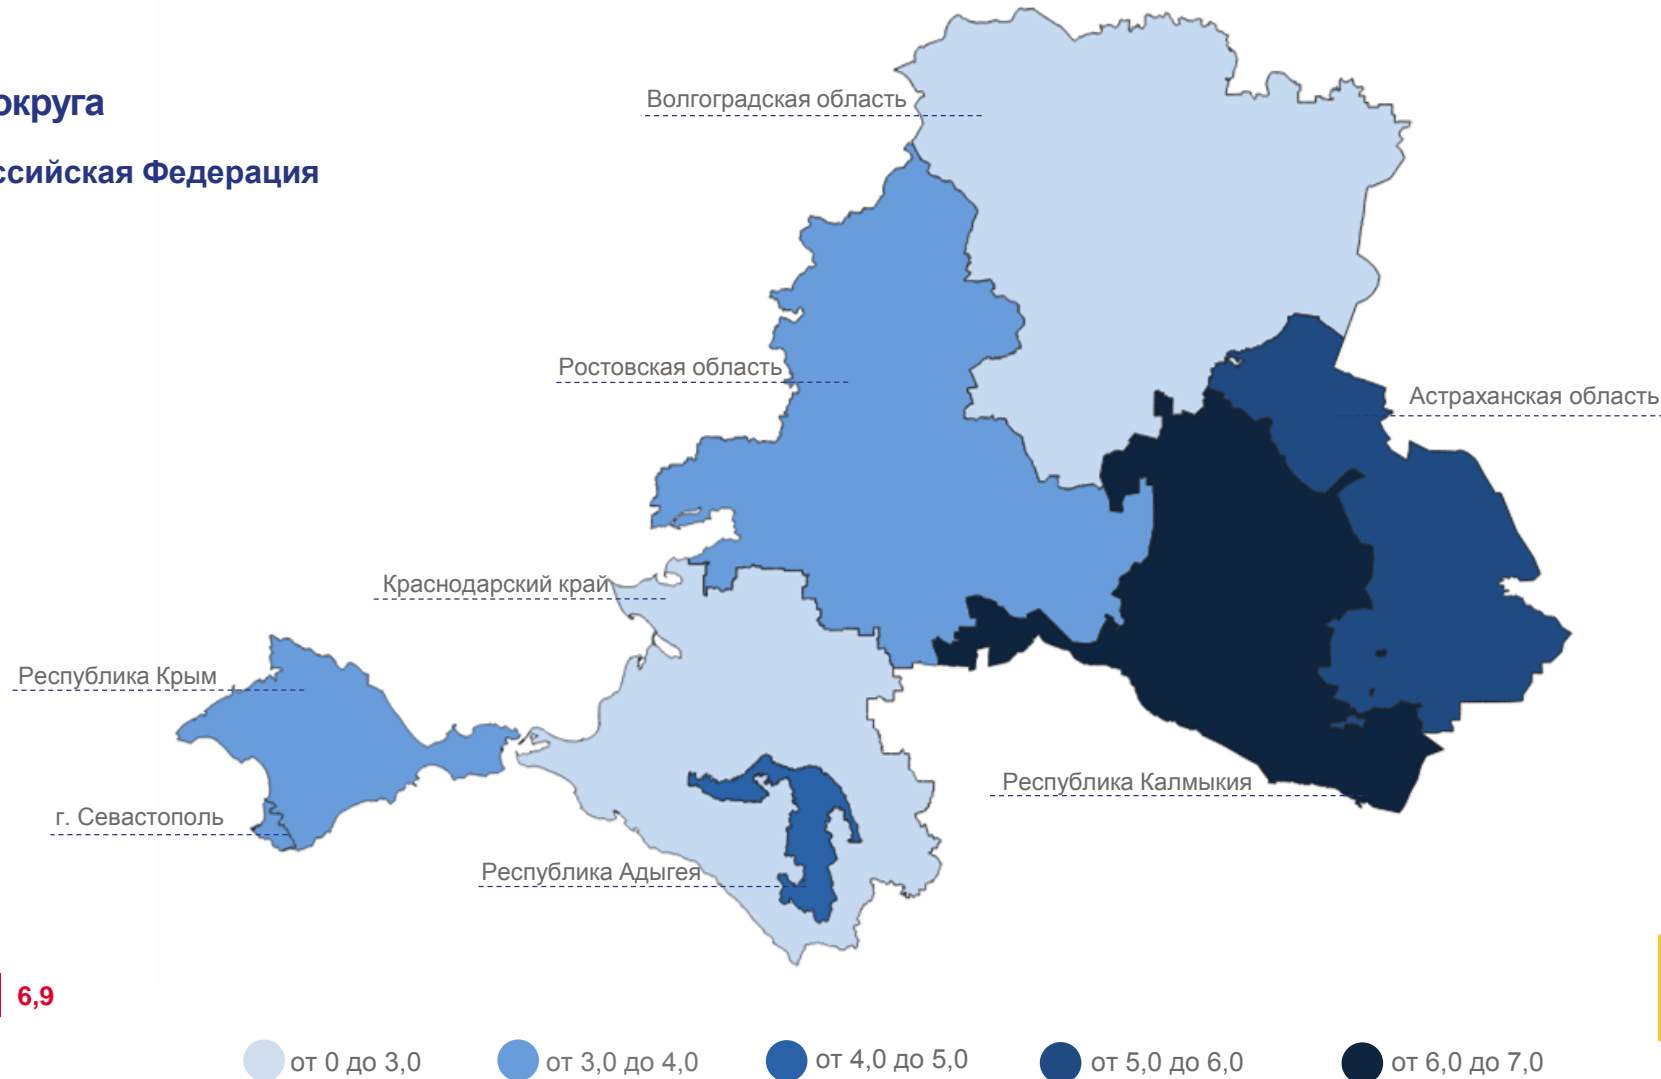 округа
ссийская Федерация
Волгоградская область
Ростовская область
Астраханская область
Краснодарский край
Республика Крым
г. Севастополь
Республика Калмыкия
Республика Адыгея
6,9
от 0 до 3,0
от 3,0 до 4,0
от 4,0 до 5,0
от 5,0 до 6,0
от 6,0 до 7,0